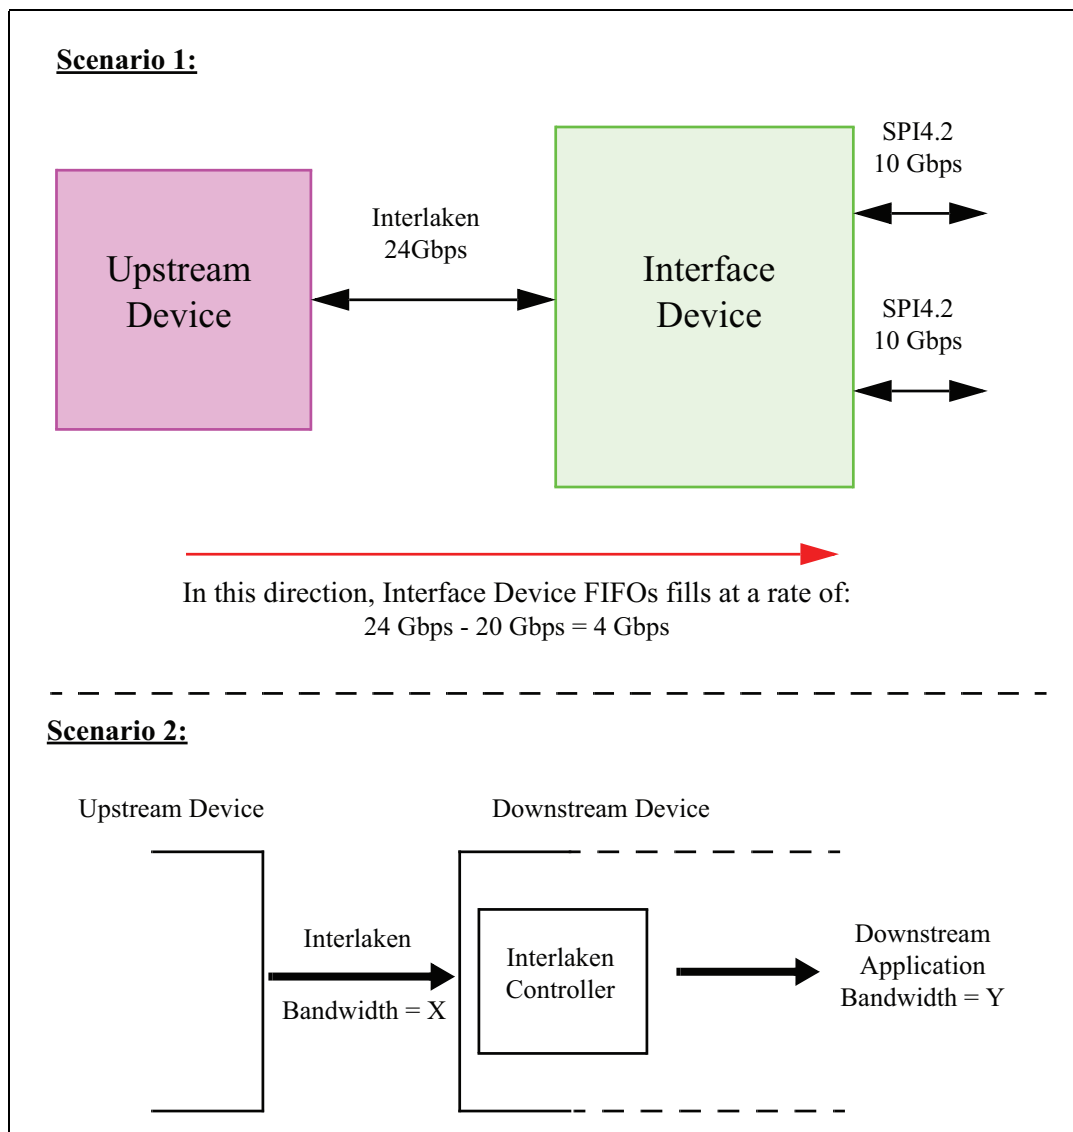 Scenario 1:
SPI4.2
10 Gbps
Interlaken
24Gbps
Upstream
Device
Interface
Device
SPI4.2
10 Gbps
In this direction, Interface Device FIFOs fills at a rate of:
24 Gbps - 20 Gbps = 4 Gbps
Scenario 2:
Upstream Device
Downstream Device
Interlaken
Bandwidth = X
Interlaken
Controller
Downstream
Application
Bandwidth = Y